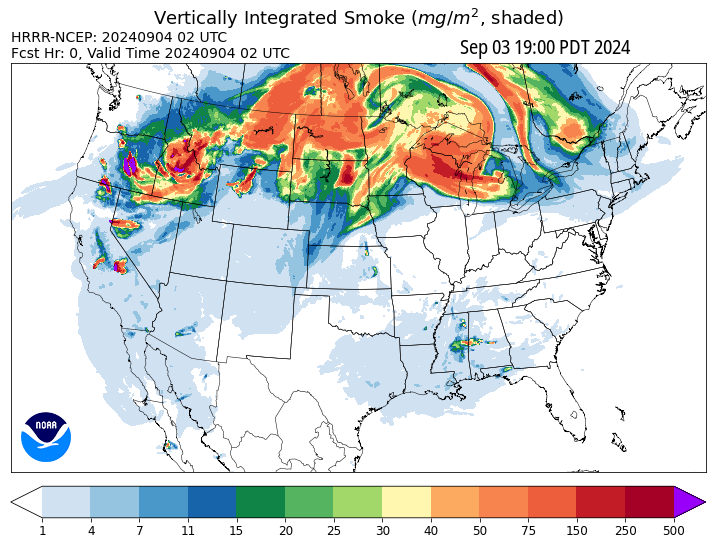 Vertically Integrated Smoke (mg/m², shaded)
HRRR-NCEP: 20240904 02 UTC
Fcst Hr: 0, Valid Time 20240904 02 UTC
Sep 03 19:00 PDT 2024
NOAA
1 4 7 11 15 20 25 30 40 50 75 150 250 500